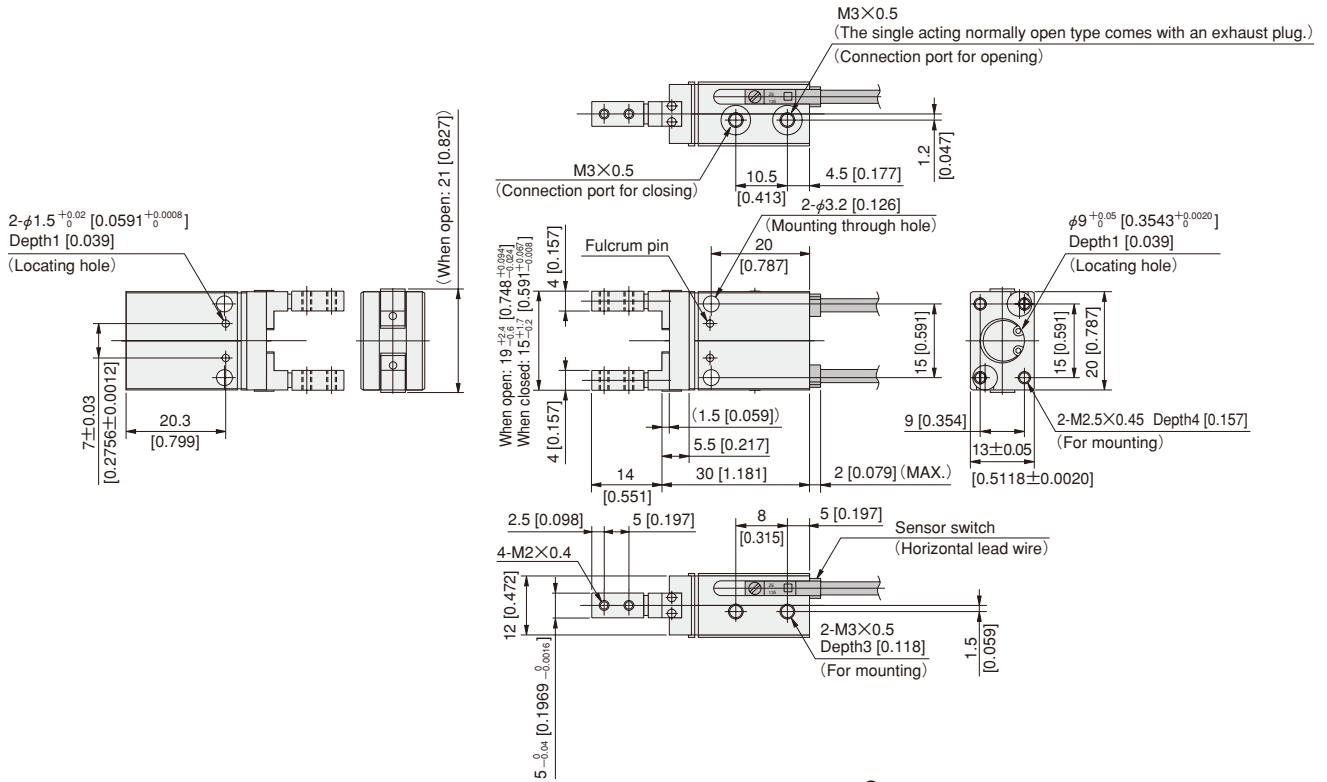 M3×0.5
(The single acting normally open type comes with an exhaust plug.)
(Connection port for opening)
M3×0.5
(Connection port for closing)
10.5
[0.413]
4.5 [0.177]
1.2
[0.047]
2-φ1.5 +0.02 0 [0.0591 +0.0008 0]
Depth1 [0.039]
(Locating hole)
(When open: 21 [0.827])
7±0.03
[0.2756±0.0012]
20.3
[0.799]
When open: 19 +2.4 -0.6 [0.748 +0.094 -0.024]
When closed: 15 +1.7 -0.2 [0.591 +0.067 -0.008]
4 [0.157]
4 [0.157]
Fulcrum pin
2-φ3.2 [0.126]
(Mounting through hole)
20
[0.787]
15 [0.591]
(1.5 [0.059])
5.5 [0.217]
14
[0.551]
30 [1.181]
2 [0.079] (MAX.)
φ9 +0.05 0 [0.3543 +0.0020 0]
Depth1 [0.039]
(Locating hole)
15 [0.591]
20 [0.787]
9 [0.354]
13±0.05
[0.5118±0.0020]
2-M2.5×0.45 Depth4 [0.157]
(For mounting)
2.5 [0.098]
5 [0.197]
4-M2×0.4
12 [0.472]
5 0 -0.04 [0.1969 0 -0.0016]
8
[0.315]
5 [0.197]
Sensor switch
(Horizontal lead wire)
2-M3×0.5
Depth3 [0.118]
(For mounting)
1.5
[0.059]